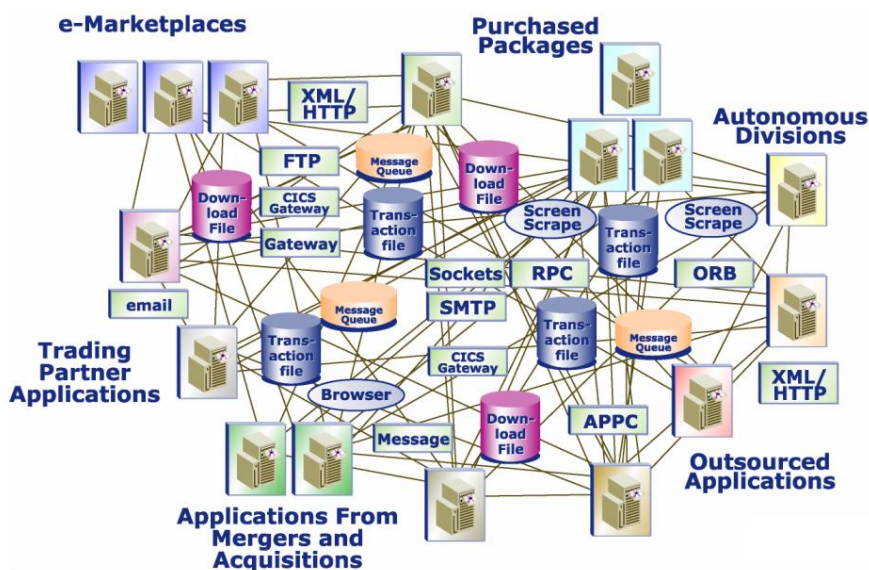 e-Marketplaces
Purchased
Packages
XML/
HTTP
Autonomous
Divisions
FTP
Message
Queue
Down-
load
File
Down-
load
File
CICS
Gateway
Trans-
action
file
Screen
Scrape
Trans-
action
file
Screen
Scrape
Gateway
Sockets
RPC
ORB
email
Message
Queue
SMTP
Trans-
action
file
Trans-
action
file
Message
Queue
Trading
Partner
Applications
CICS
Gateway
XML/
HTTP
Browser
Down-
load
File
Message
APPC
Outsourced
Applications
Applications From
Mergers and
Acquisitions